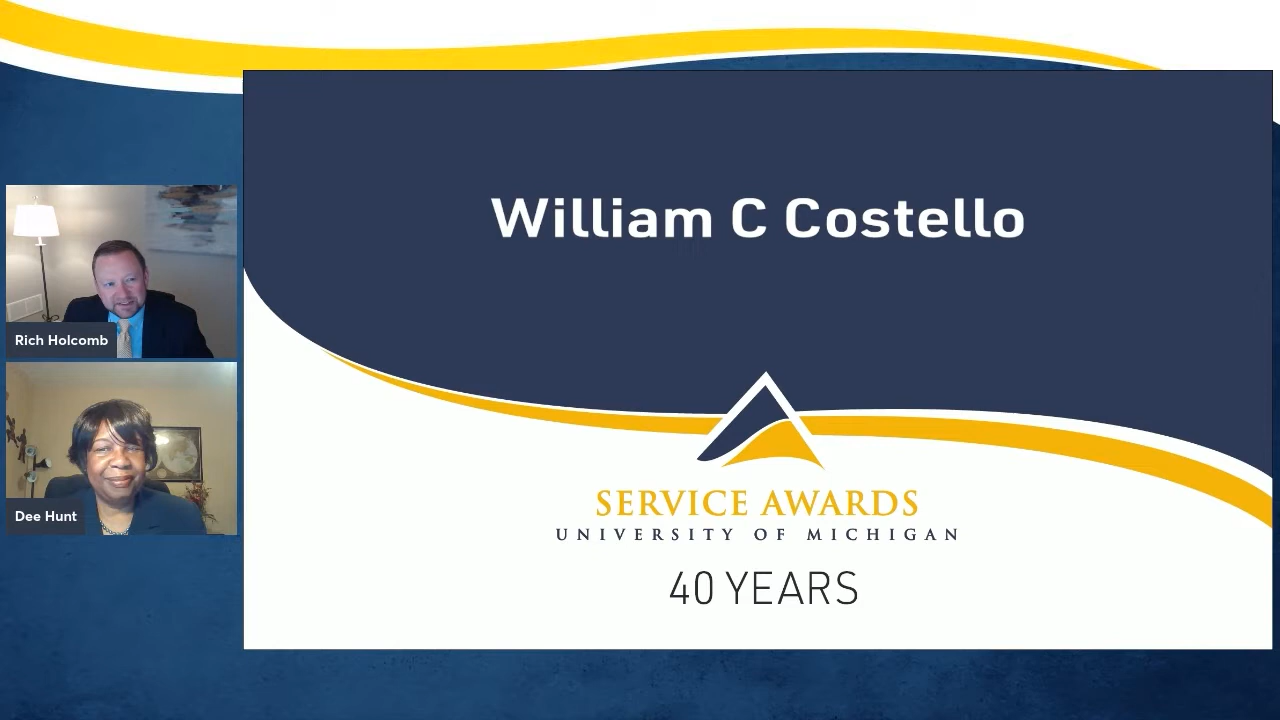 William C Costello
Rich Holcomb
Dee Hunt
SERVICE AWARDS
UNIVERSITY OF MICHIGAN
40 YEARS